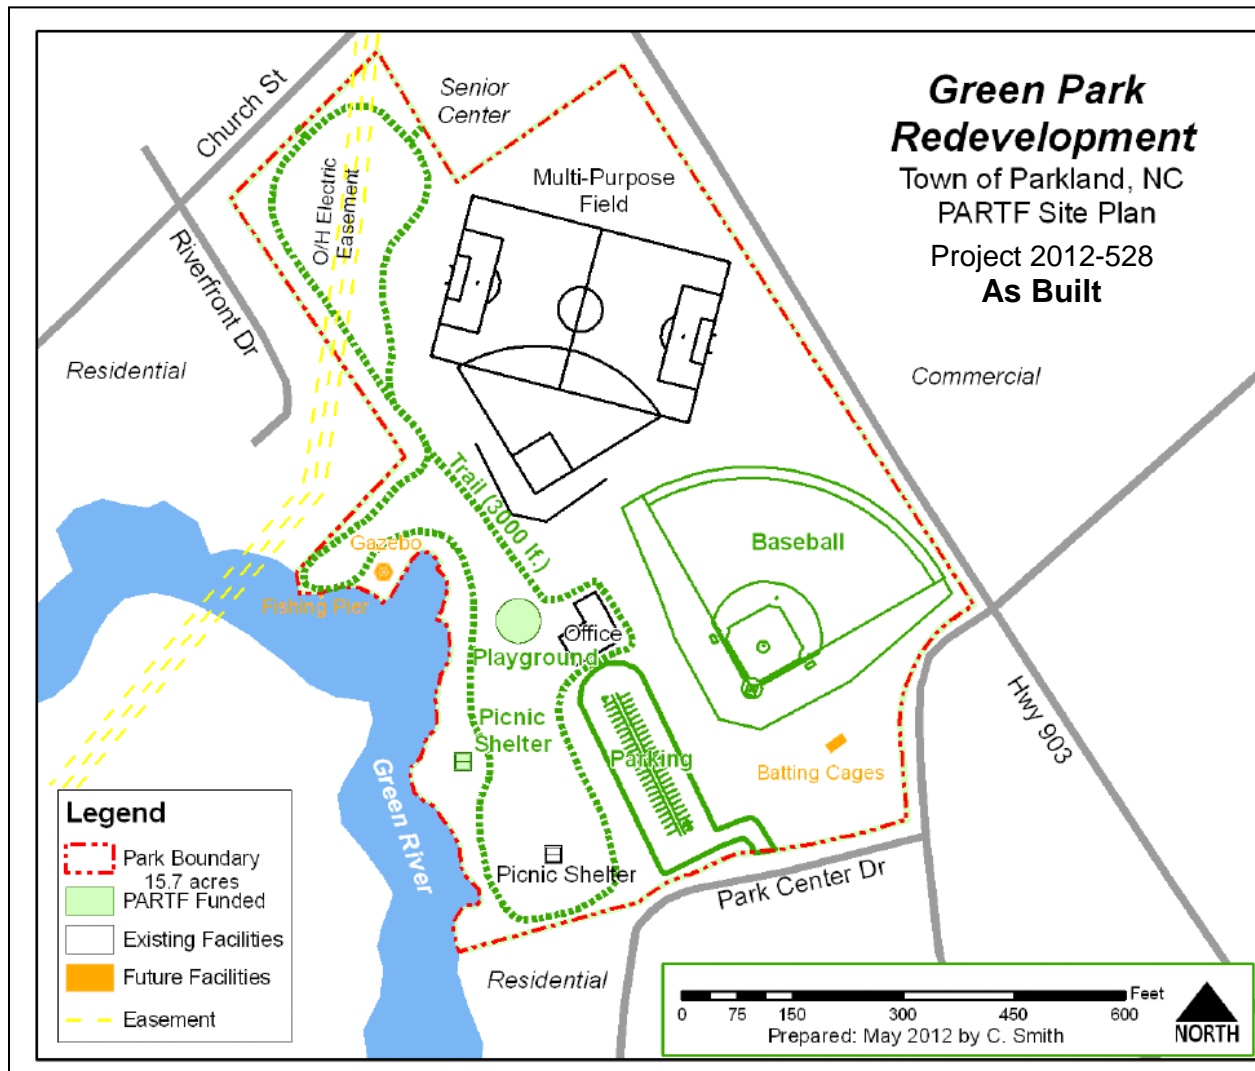 Green Park
Redevelopment
Town of Parkland, NC
PARTF Site Plan
Project 2012-528
As Built
Church St
Senior
Center
Riverfront Dr
O/H Electric
Easement
Multi-Purpose
Field
Residential
Commercial
Trail (3000 lf.)
Baseball
Gazebo
Fishing Pier
Office
Playground
Picnic
Shelter
Parking
Batting Cages
Hwy 903
Green River
Picnic Shelter
Park Center Dr
Residential
Legend
Park Boundary
15.7 acres
PARTF Funded
Existing Facilities
Future Facilities
Easement
Feet
0 75 150 300 450 600
Prepared: May 2012 by C. Smith
NORTH